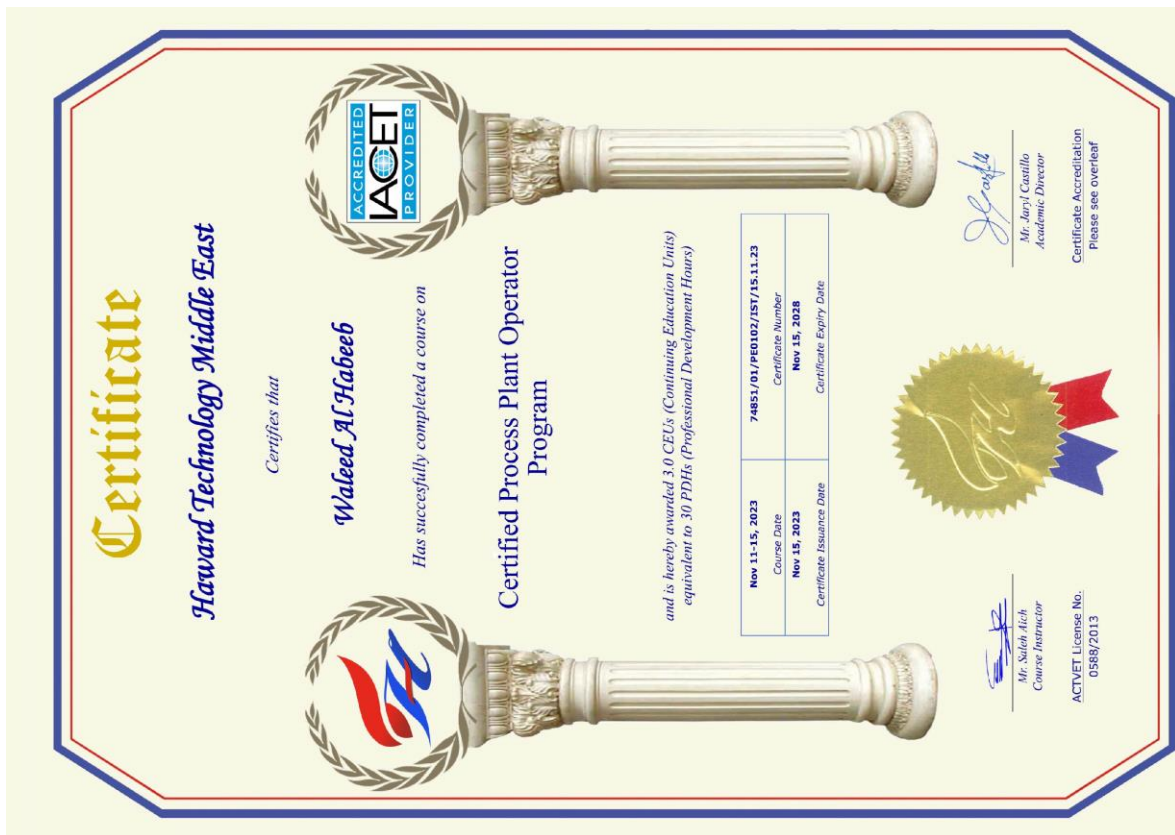 Certificate
Haward Technology Middle East
Certifies that
ACCREDITED
IACET
PROVIDER
Waleed Al Habeeb
Has succesfully completed a course on
Certified Process Plant Operator
Program
and is hereby awarded 3.0 CEUs (Continuing Education Units)
equivalent to 30 PDHs (Professional Development Hours)
Nov 11-15, 2023
Course Date
74851/01/PE0102/IST/15.11.23
Certificate Number
Nov 15, 2023
Certificate Issuance Date
Nov 15, 2028
Certificate Expiry Date
Mr. Saleh Aich
Course Instructor
Mr. Jaryl Castillo
Academic Director
ACTVET License No.
0588/2013
Certificate Accreditation
Please see overleaf